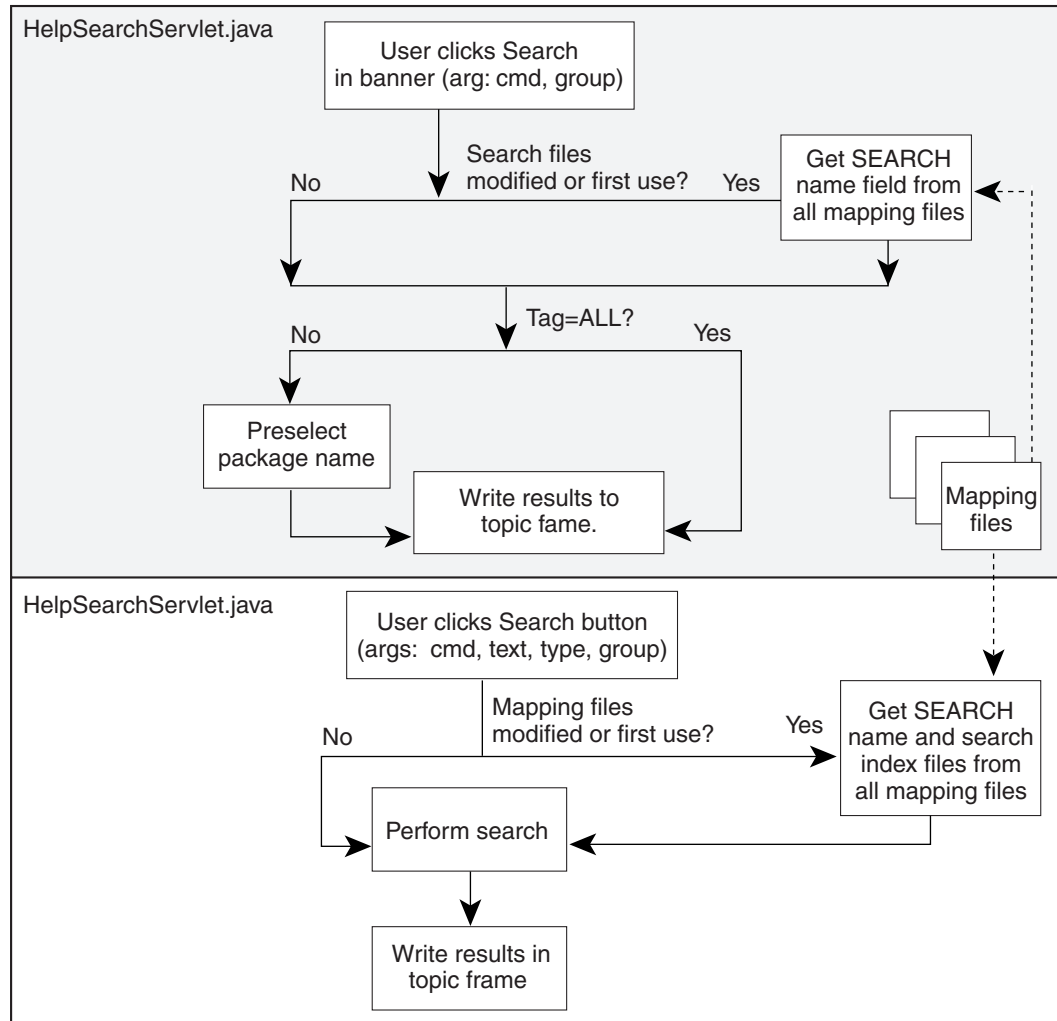 HelpSearchServlet.java
User clicks Search
in banner (arg: cmd, group)
Search files
modified or first use?
No
Yes
Get SEARCH
name field from
all mapping files
Tag=ALL?
No
Yes
Preselect
package name
Write results to
topic fame.
Mapping
files
HelpSearchServlet.java
User clicks Search button
(args: cmd, text, type, group)
Mapping files
modified or first use?
No
Yes
Get SEARCH
name and search
index files from
all mapping files
Perform search
Write results in
topic frame